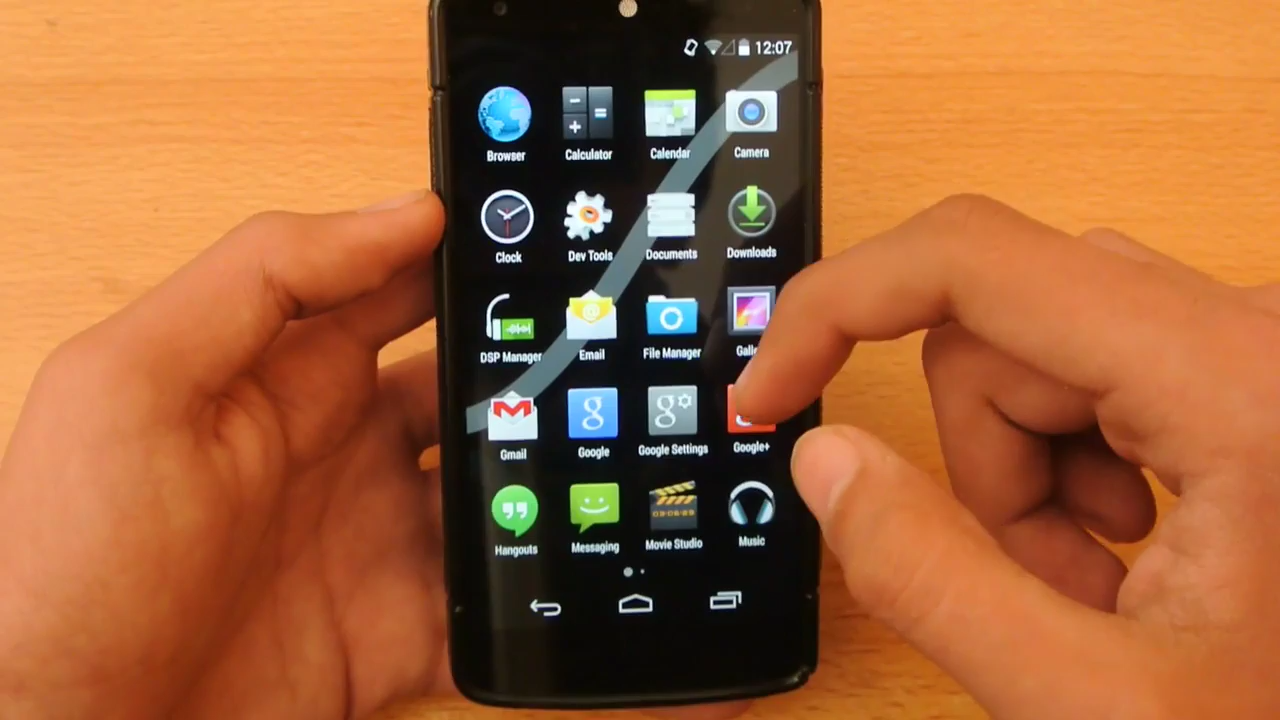 12:07
Browser Calculator Calendar Camera
Clock Dev Tools Documents Downloads
DSP Manager Email File Manager Galle
Gmail Google Google Settings Google+
Hangouts Messaging Movie Studio Music